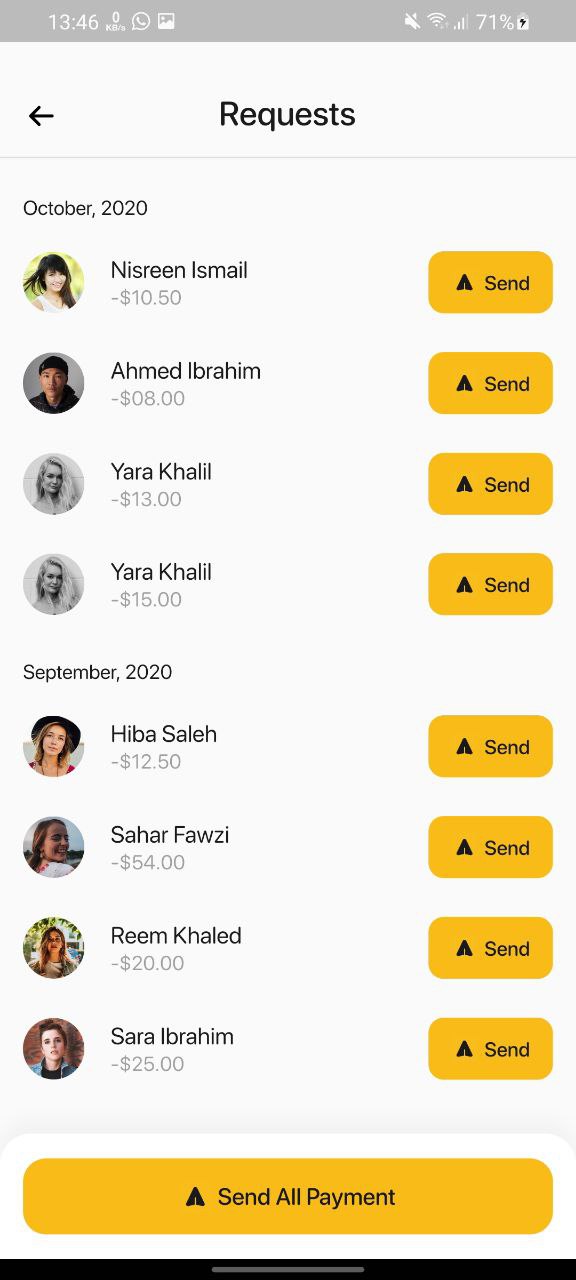 13:46 0 KB/s 71%
Requests
October, 2020
Nisreen Ismail
-$10.50
Send
Ahmed Ibrahim
-$08.00
Send
Yara Khalil
-$13.00
Send
Yara Khalil
-$15.00
Send
September, 2020
Hiba Saleh
-$12.50
Send
Sahar Fawzi
-$54.00
Send
Reem Khaled
-$20.00
Send
Sara Ibrahim
-$25.00
Send
Send All Payment